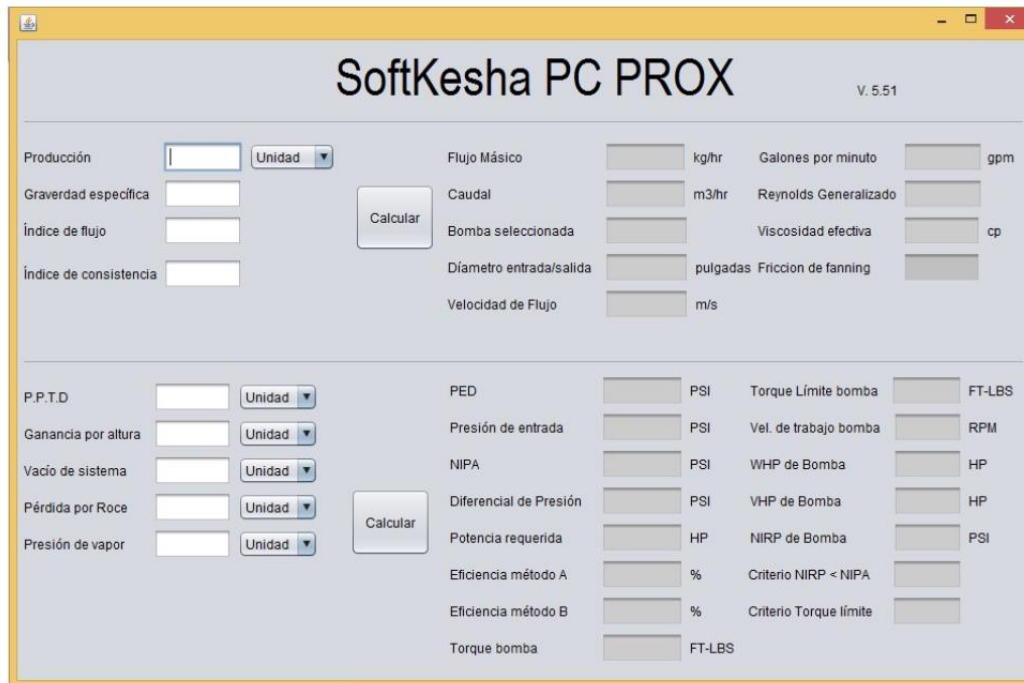 SoftKesha PC PROX
V. 5.51
Producción Unidad
Graverdad específica
Índice de flujo
Índice de consistencia
Calcular
Flujo Másico kg/hr Galones por minuto gpm
Caudal m3/hr Reynolds Generalizado
Bomba seleccionada Viscosidad efectiva cp
Díametro entrada/salida pulgadas Friccion de fanning
Velocidad de Flujo m/s
P.P.T.D Unidad
Ganancia por altura Unidad
Vacío de sistema Unidad
Pérdida por Roce Unidad
Presión de vapor Unidad
Calcular
PED PSI Torque Límite bomba FT-LBS
Presión de entrada PSI Vel. de trabajo bomba RPM
NIPA PSI WHP de Bomba HP
Diferencial de Presión PSI VHP de Bomba HP
Potencia requerida HP NIRP de Bomba PSI
Eficiencia método A % Criterio NIRP < NIPA
Eficiencia método B % Criterio Torque límite
Torque bomba FT-LBS